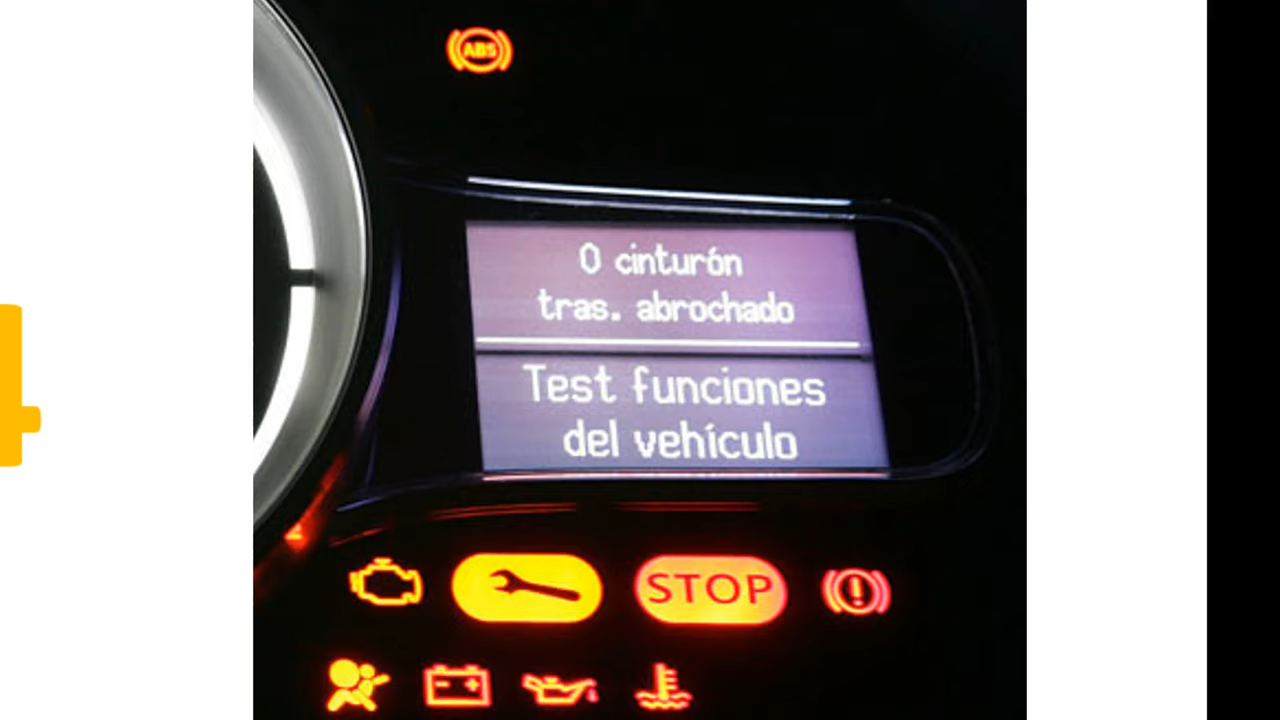 ABS
0 cinturón
tras. abrochado
Test funciones
del vehículo
STOP